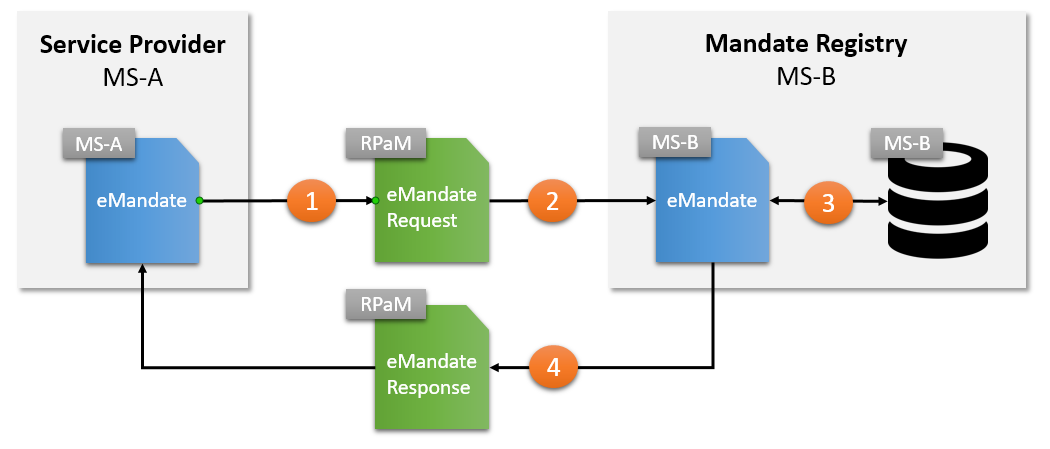 Service Provider
MS-A
Mandate Registry
MS-B
MS-A
eMandate
1
RPaM
eMandate
Request
2
MS-B
eMandate
3
MS-B
RPaM
eMandate
Response
4